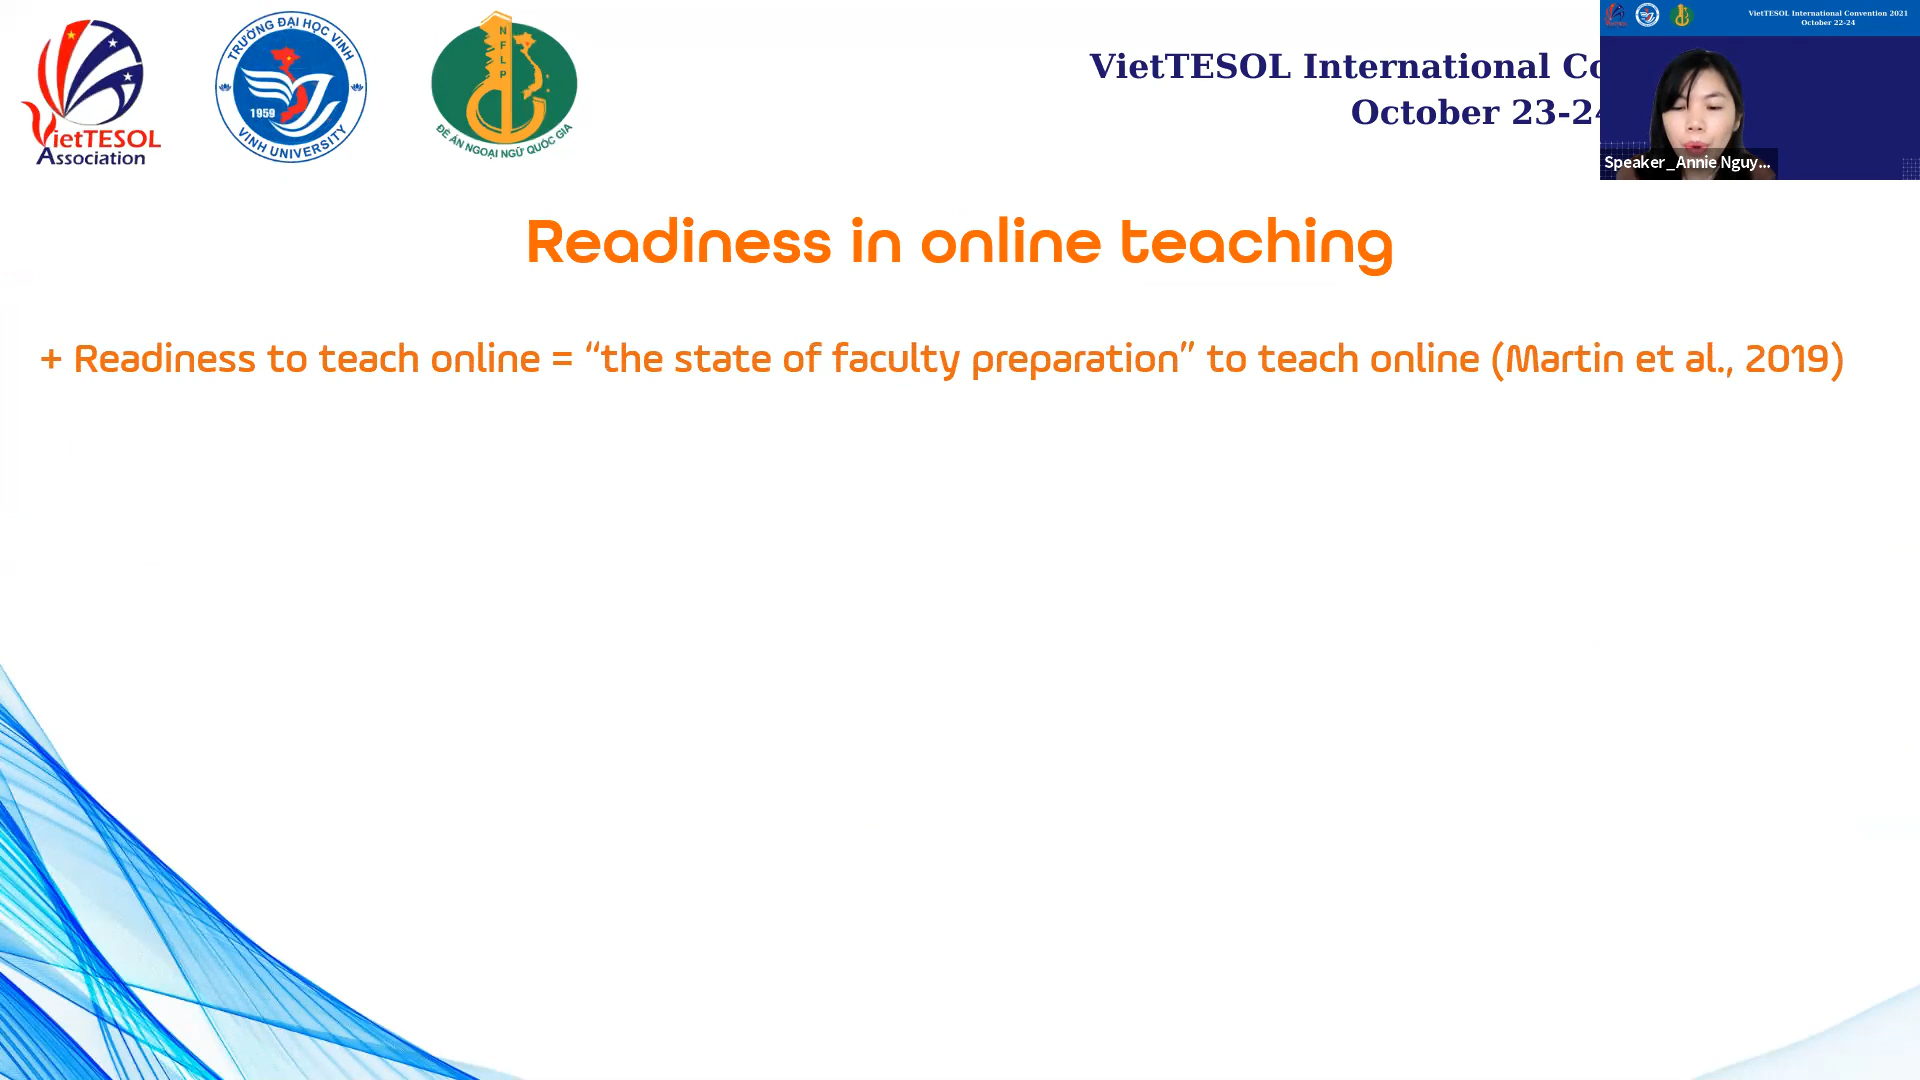 VietTESOL
Association
TRƯỜNG ĐẠI HỌC VINH
1959
VINH UNIVERSITY
NFLP
ĐỀ ÁN NGOẠI NGỮ QUỐC GIA
VietTESOL International
October 23-24
VietTESOL International Convention 2021
October 22-24
Speaker_Annie Nguy...
Readiness in online teaching
+ Readiness to teach online = “the state of faculty preparation” to teach online (Martin et al., 2019)